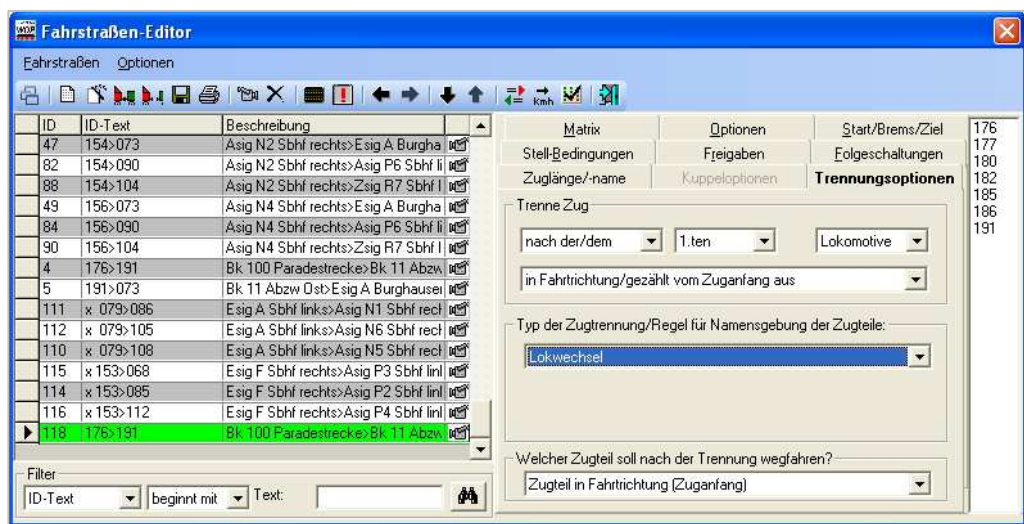 WDP Fahrstraßen-Editor
Fahrstraßen Optionen
Kmh
ID ID-Text Beschreibung
47 154>073 Asig N2 Sbhf rechts>Esig A Burgha
82 154>090 Asig N2 Sbhf rechts>Asig P6 Sbhf li
88 154>104 Asig N2 Sbhf rechts>Zsig R7 Sbhf l
49 156>073 Asig N4 Sbhf rechts>Esig A Burgha
84 156>090 Asig N4 Sbhf rechts>Asig P6 Sbhf li
90 156>104 Asig N4 Sbhf rechts>Zsig R7 Sbhf l
4 176>191 Bk 100 Paradestrecke>Bk 11 Abzw
5 191>073 Bk 11 Abzw Ost>Esig A Burghauser
111 x 079>086 Esig A Sbhf links>Asig N1 Sbhf recl
112 x 079>105 Esig A Sbhf links>Asig N6 Sbhf recl
110 x 079>108 Esig A Sbhf links>Asig N5 Sbhf recl
115 x 153>068 Esig F Sbhf rechts>Asig P3 Sbhf linl
114 x 153>085 Esig F Sbhf rechts>Asig P2 Sbhf linl
116 x 153>112 Esig F Sbhf rechts>Asig P4 Sbhf linl
118 176>191 Bk 100 Paradestrecke>Bk 11 Abzw
Filter
ID-Text beginnt mit Text:
Matrix Optionen Start/Brems/Ziel
Stell-Bedingungen Freigaben Folgeschaltungen
Zuglänge/-name Kuppeloptionen Trennungsoptionen
Trenne Zug
nach der/dem 1.ten Lokomotive
in Fahrtrichtung/gezählt vom Zuganfang aus
Typ der Zugtrennung/Regel für Namensgebung der Zugteile:
Lokwechsel
Welcher Zugteil soll nach der Trennung wegfahren?
Zugteil in Fahrtrichtung (Zuganfang)
176
177
180
182
185
186
191